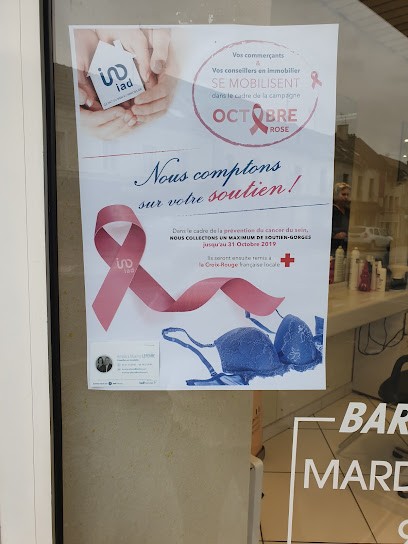 iad
Vos commerçants
&
Vos conseillers en immobilier
SE MOBILISENT
dans le cadre de la campagne
OCTOBRE
ROSE
Nous comptons
sur votre soutien !
Dans le cadre de la prévention du cancer du sein,
NOUS COLLECTONS UN MAXIMUM DE SOUTIEN-GORGES
jusqu'au 31 Octobre 2019
Ils seront ensuite remis à
la Croix-Rouge française locale
iad
BAR
MARD
9